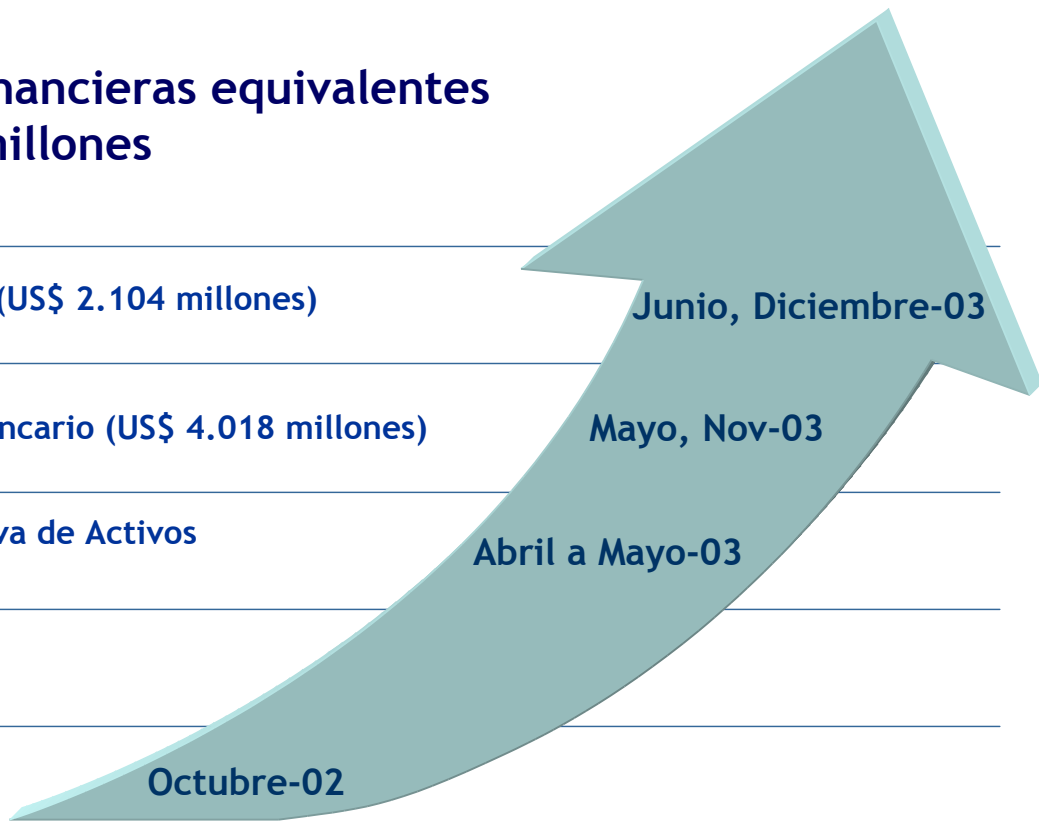 nancieras equivalentes
millones
(US$ 2.104 millones)
Junio, Diciembre-03
ncario (US$ 4.018 millones)
Mayo, Nov-03
va de Activos
Abril a Mayo-03
Octubre-02